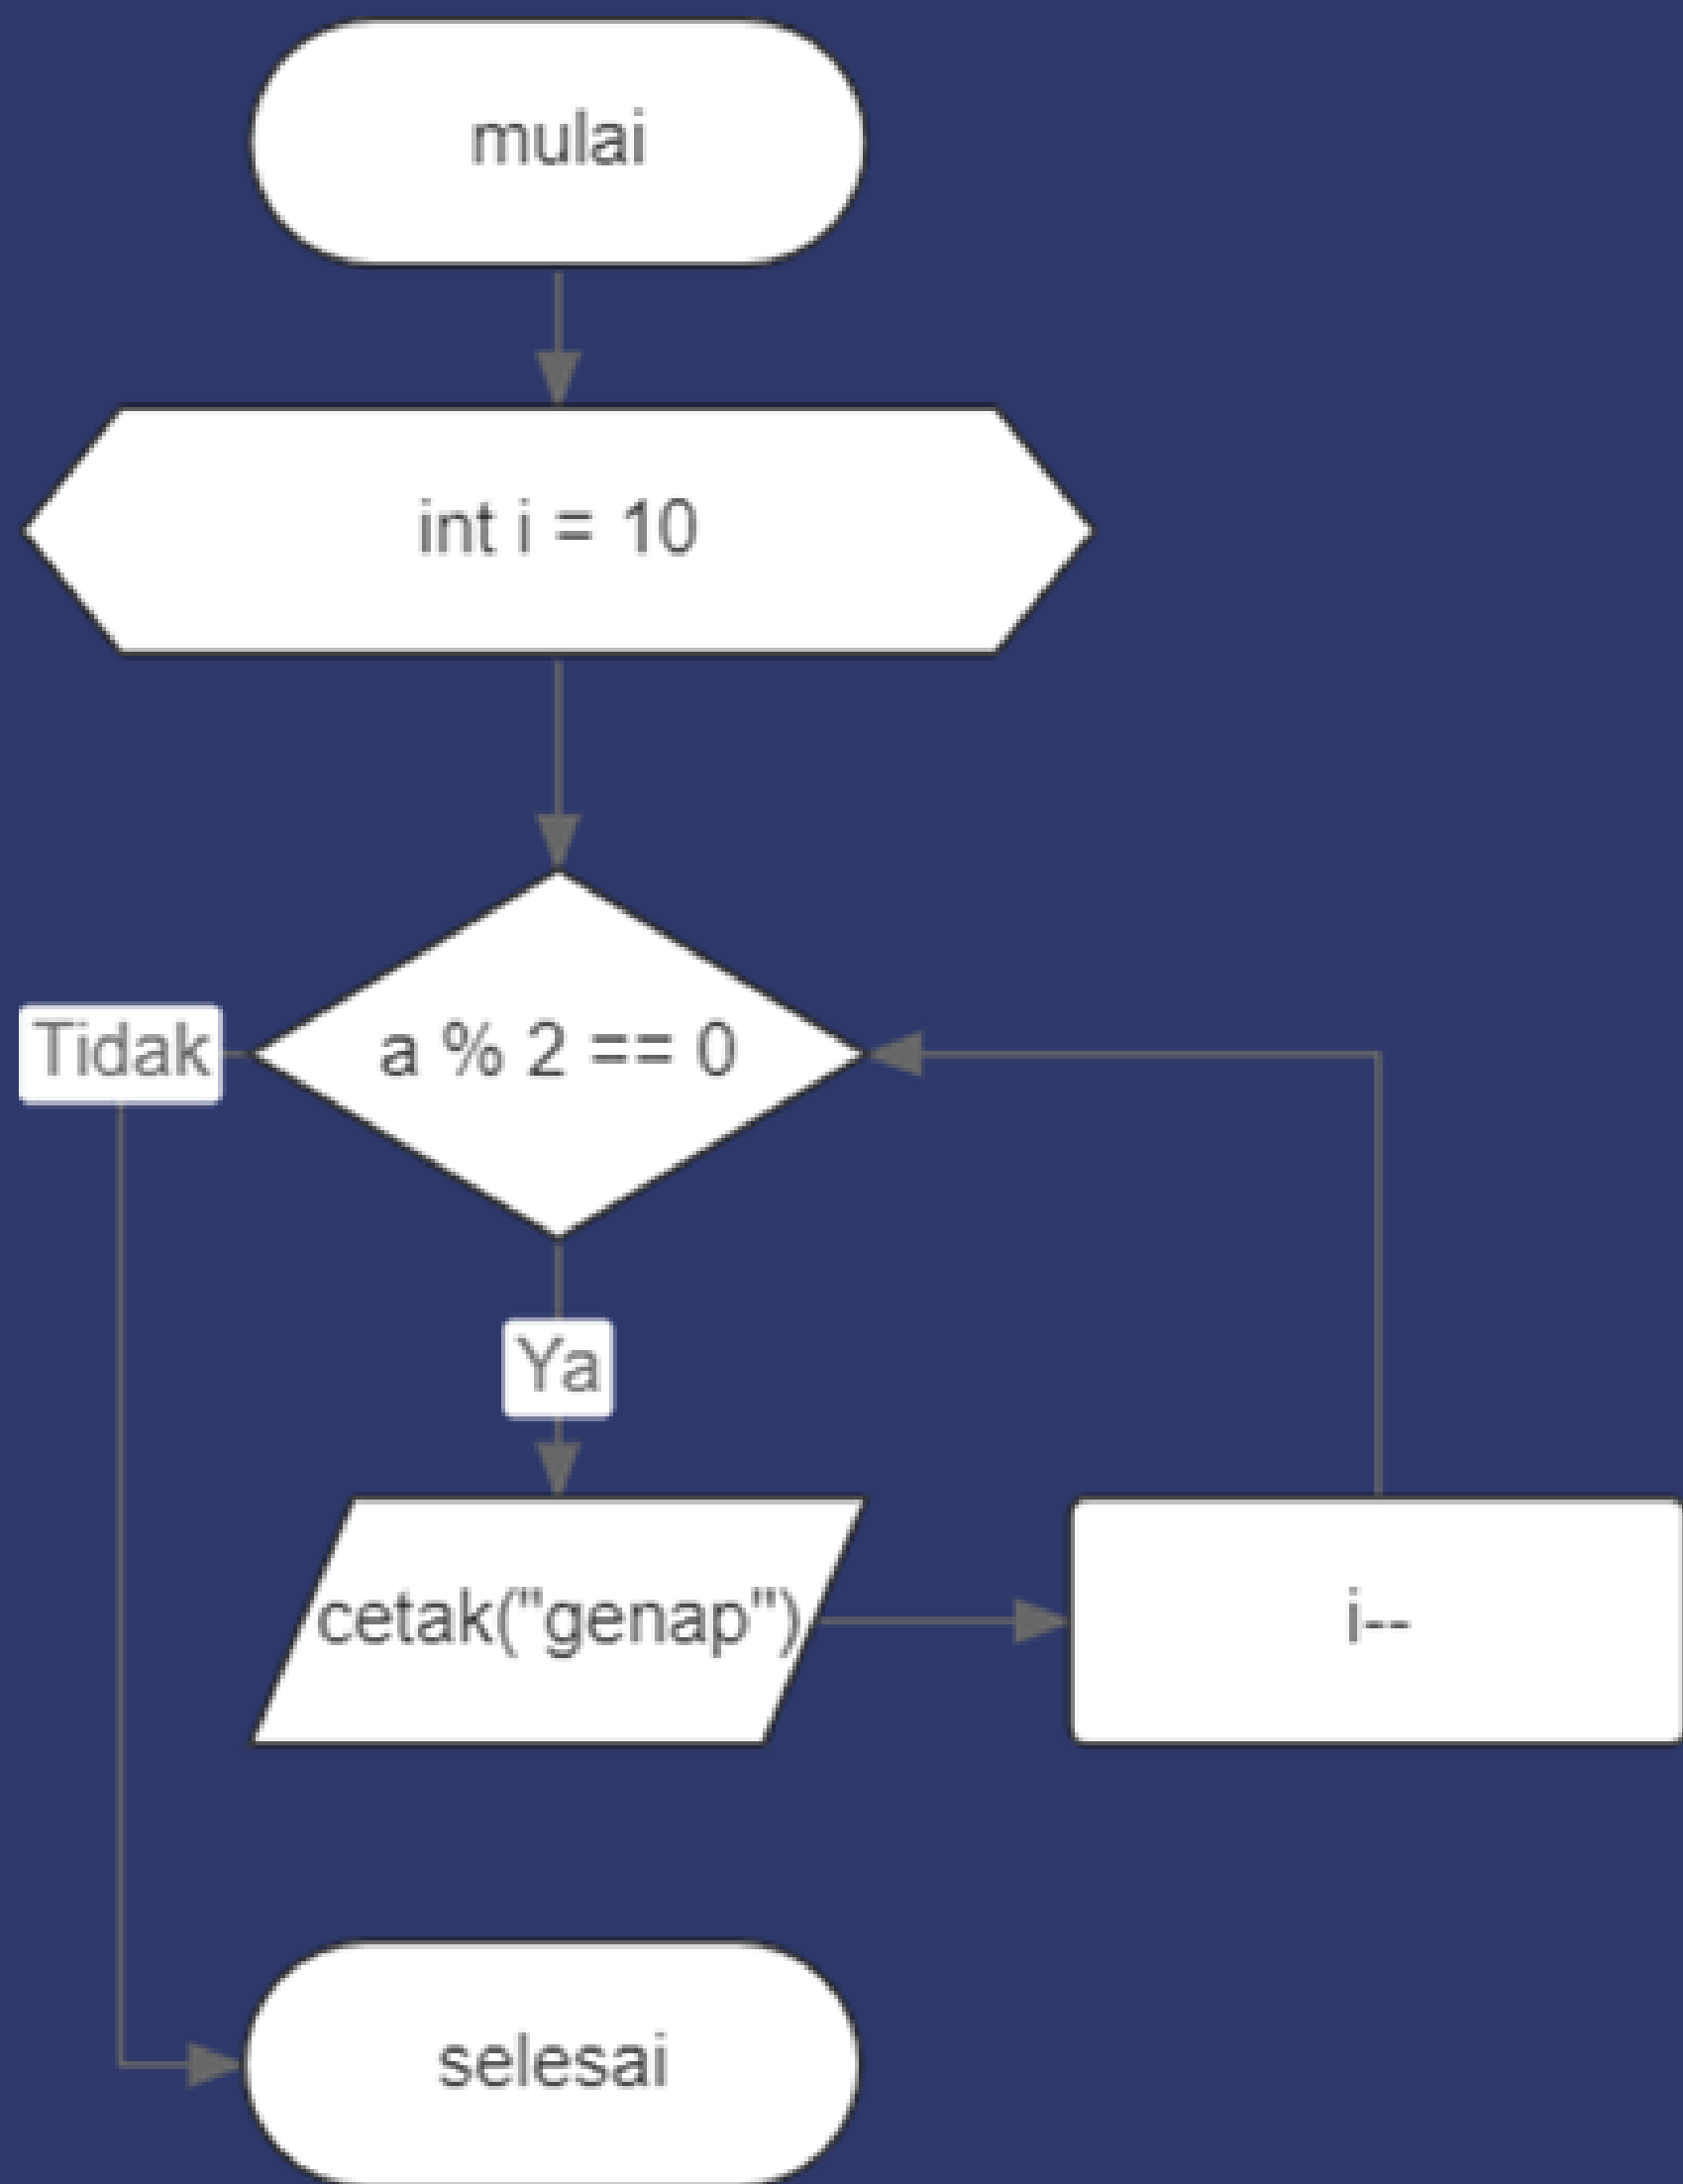 mulai
int i = 10
a % 2 == 0
Tidak
Ya
cetak("genap")
i--
selesai